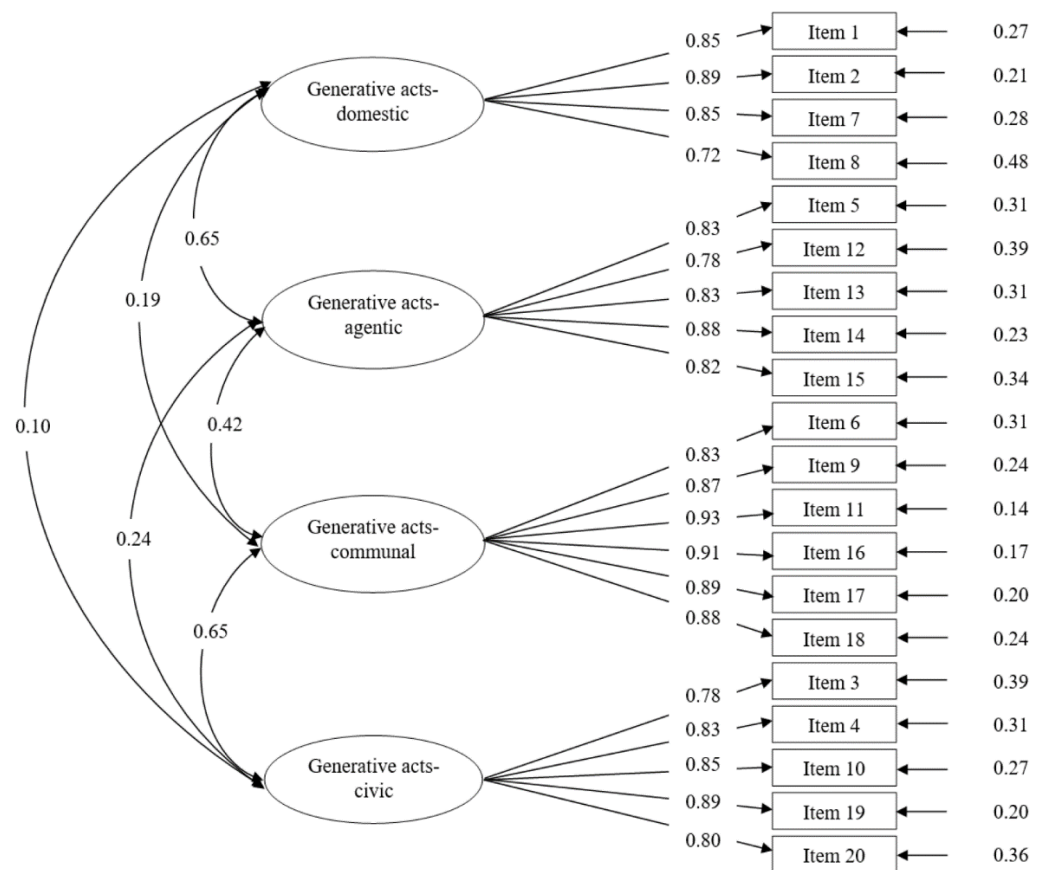 0.85
Item 1
0.27
Generative acts-
domestic
0.89
Item 2
0.21
0.85
Item 7
0.28
0.72
Item 8
0.48
Item 5
0.31
0.65
0.83
0.78
Item 12
0.39
0.19
Generative acts-
agentic
0.83
Item 13
0.31
0.88
Item 14
0.23
0.82
Item 15
0.34
0.10
0.42
Item 6
0.31
0.83
0.87
Item 9
0.24
0.24
Generative acts-
communal
0.93
Item 11
0.14
0.91
Item 16
0.17
0.89
Item 17
0.20
0.65
0.88
Item 18
0.24
0.78
Item 3
0.39
0.83
Item 4
0.31
Generative acts-
civic
0.85
Item 10
0.27
0.89
Item 19
0.20
0.80
Item 20
0.36